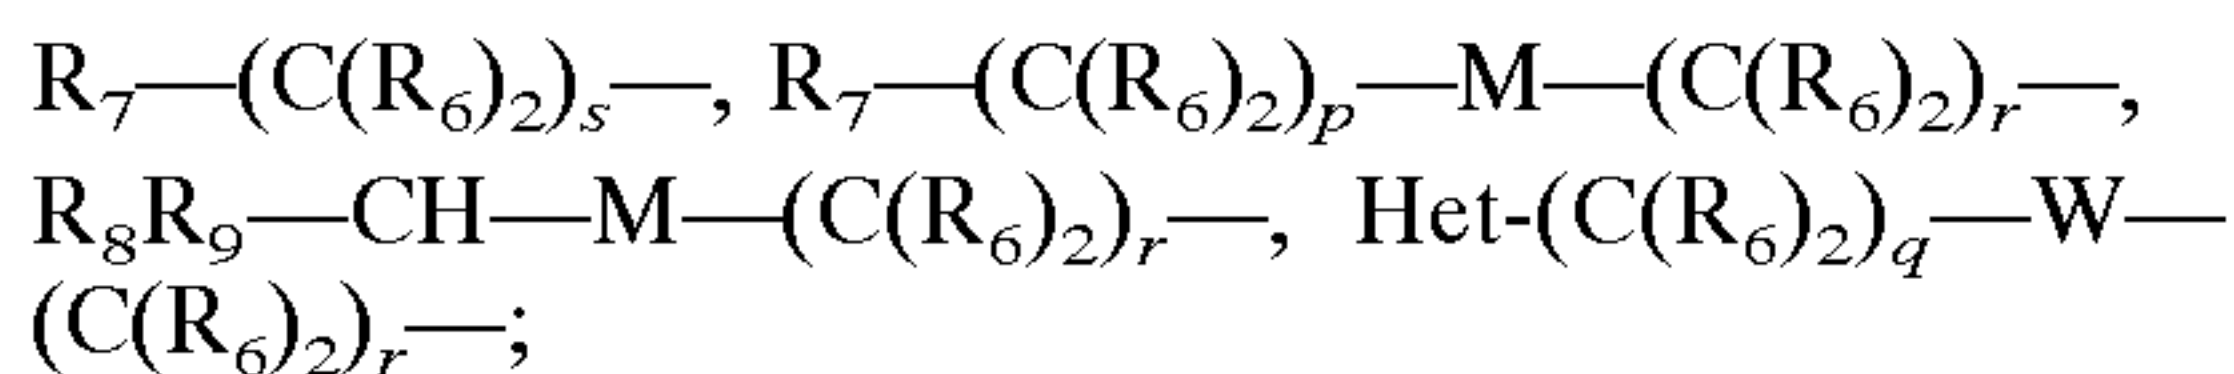 R₇—(C(R₆)₂)ₛ—, R₇—(C(R₆)₂)ₚ—M—(C(R₆)₂)ᵣ—,
R₈R₉—CH—M—(C(R₆)₂)ᵣ—, Het-(C(R₆)₂)q—W—
(C(R₆)₂)ᵣ—;